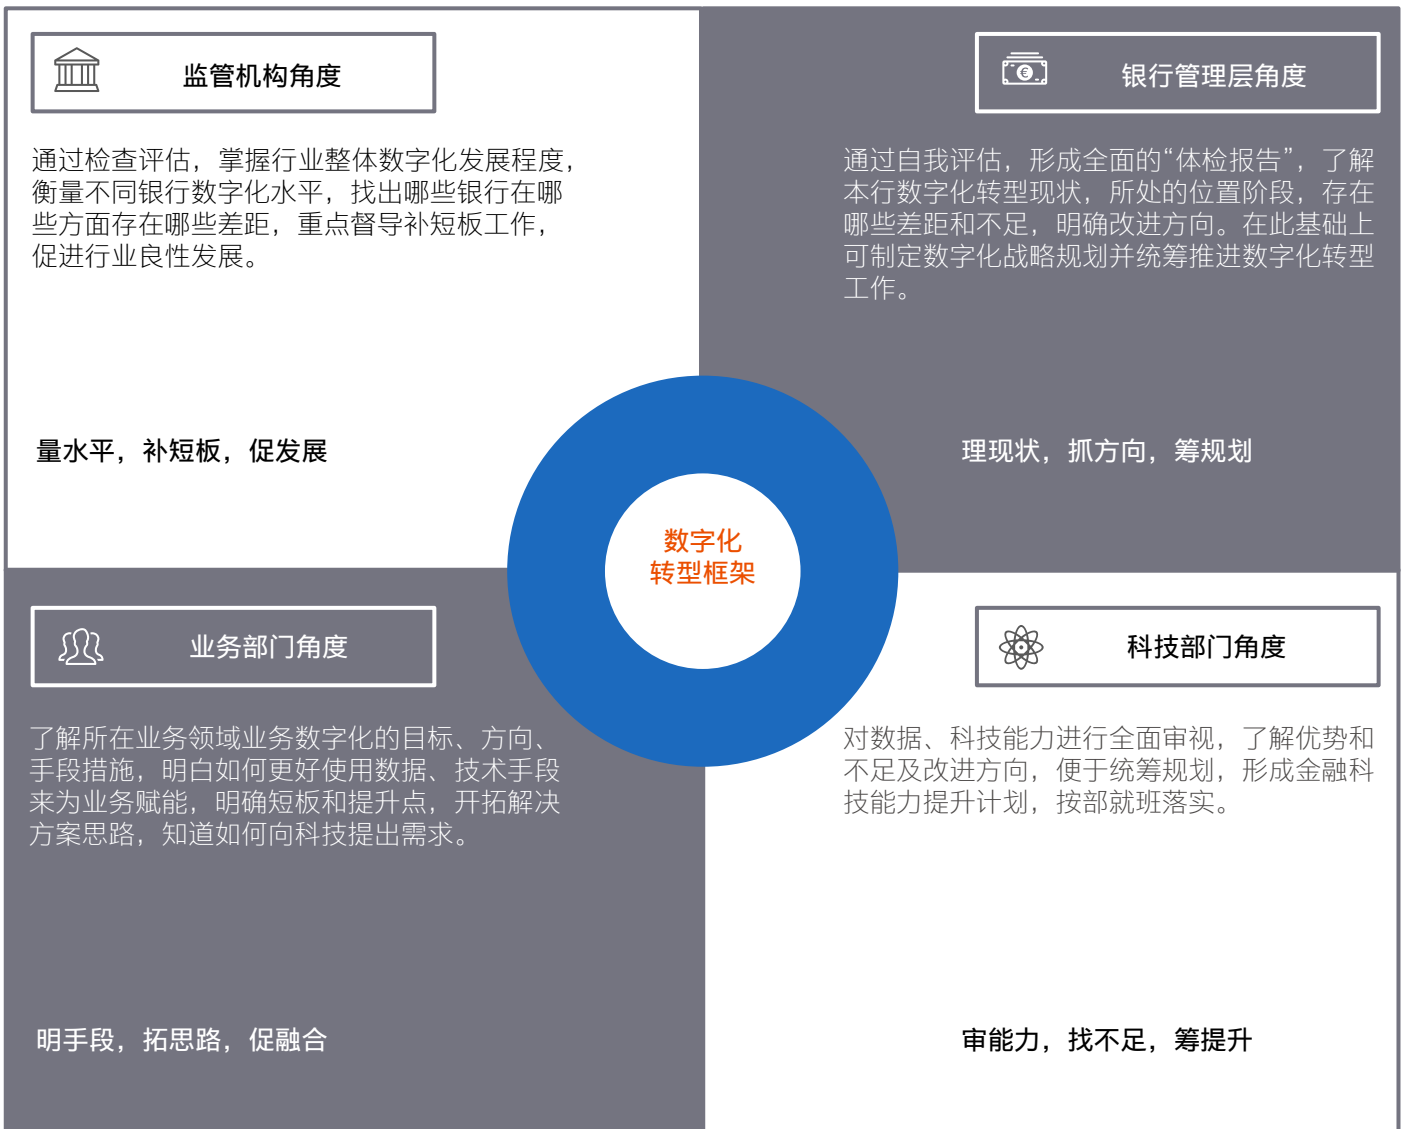 监管机构角度
通过检查评估，掌握行业整体数字化发展程度，
衡量不同银行数字化水平，找出哪些银行在哪
些方面存在哪些差距，重点督导补短板工作，
促进行业良性发展。
量水平，补短板，促发展
银行管理层角度
通过自我评估，形成全面的“体检报告”，了解
本行数字化转型现状，所处的位置阶段，存在
哪些差距和不足，明确改进方向。在此基础上
可制定数字化战略规划并统筹推进数字化转型
工作。
理现状，抓方向，筹规划
数字化
转型框架
业务部门角度
了解所在业务领域业务数字化的目标、方向、
手段措施，明白如何更好使用数据、技术手段
来为业务赋能，明确短板和提升点，开拓解决
方案思路，知道如何向科技提出需求。
明手段，拓思路，促融合
科技部门角度
对数据、科技能力进行全面审视，了解优势和
不足及改进方向，便于统筹规划，形成金融科
技能力提升计划，按部就班落实。
审能力，找不足，筹提升